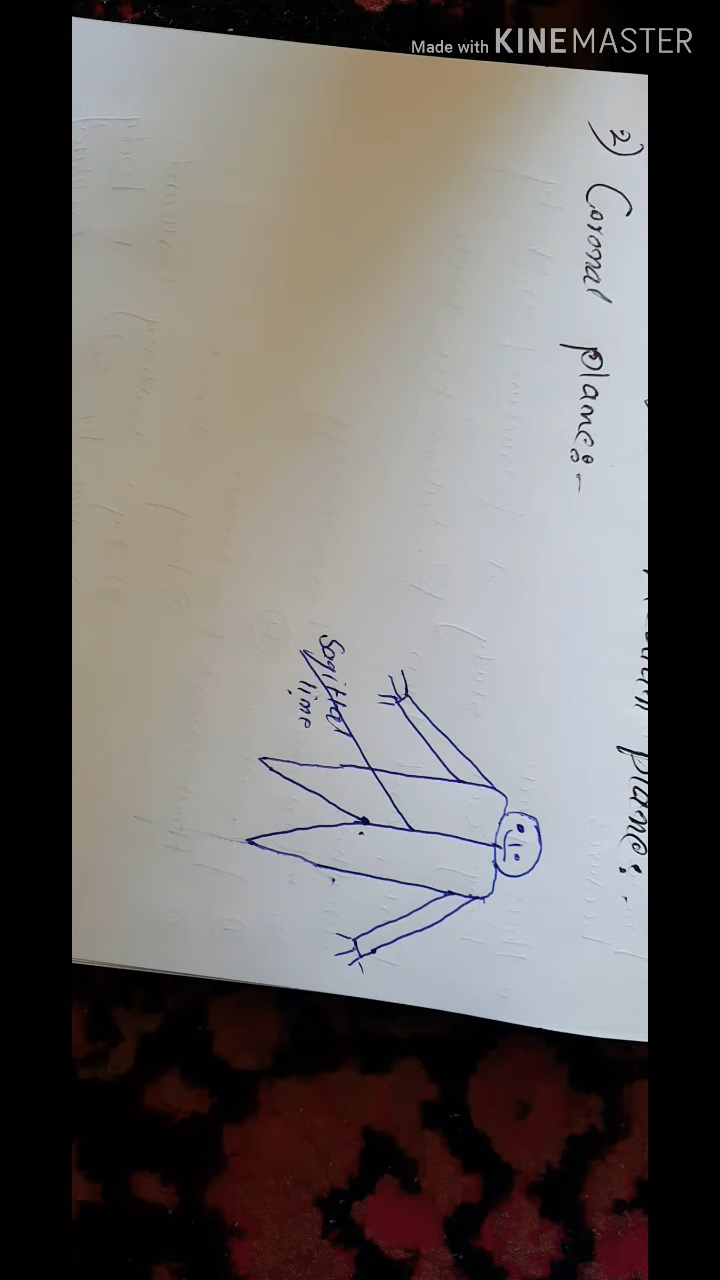 Made with KINEMASTER
plane:-
2) Coronal plane:-
Sagittal
line